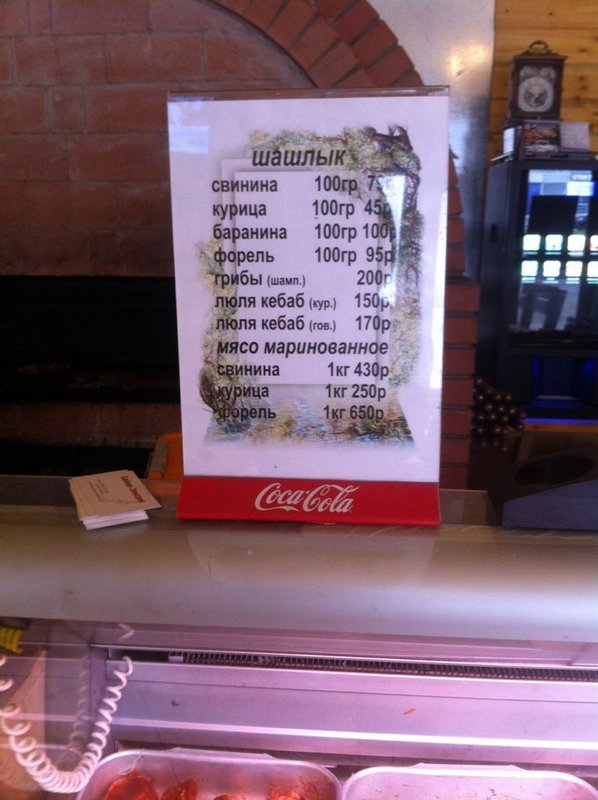 шашлык
свинина 100гр
курица 100гр 45р
баранина 100гр 100р
форель 100гр 95р
грибы (шамп.) 200р
люля кебаб (кур.) 150р
люля кебаб (гов.) 170р
мясо маринованное
свинина 1кг 430р
курица 1кг 250р
форель 1кг 650р
Coca-Cola